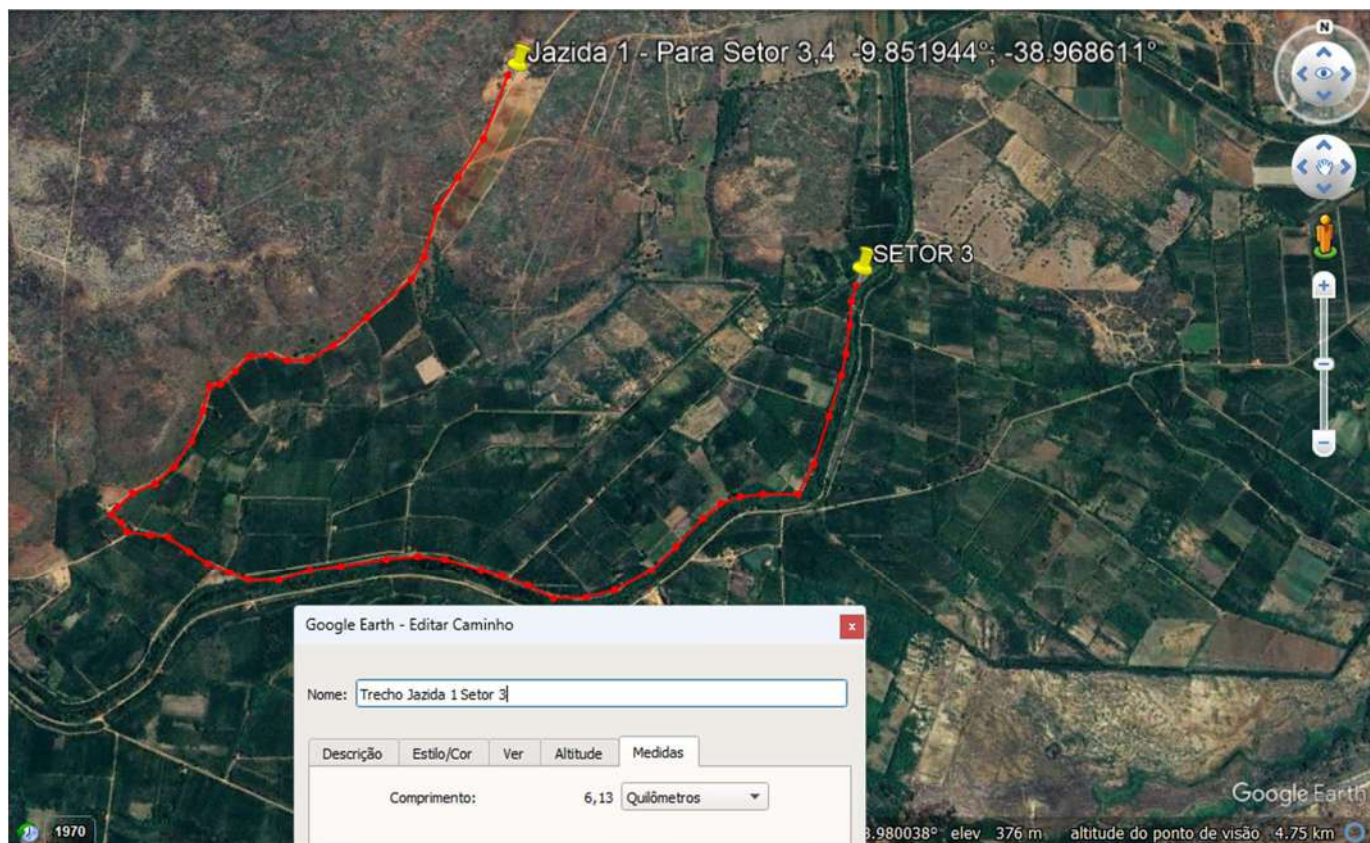 N
Jazida 1 - Para Setor 3,4 -9.851944°; -38.968611°
SETOR 3
Google Earth - Editar Caminho
x
Nome: Trecho Jazida 1 Setor 3
Descrição Estilo/Cor Ver Altitude Medidas
Comprimento: 6,13 Quilômetros
Google Earth
1970
3.980038° elev 376 m altitude do ponto de visão 4.75 km